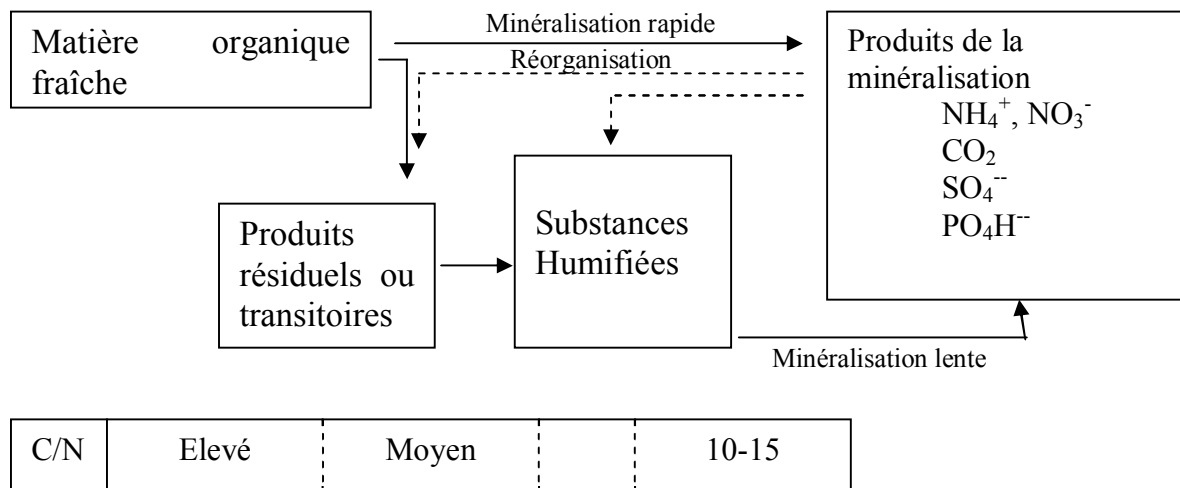 Matière organique
fraîche
Minéralisation rapide
Réorganisation
Produits de la
minéralisation
NH₄⁺, NO₃⁻
CO₂
SO₄⁻⁻
PO₄H⁻⁻
Produits
résiduels ou
transitoires
Substances
Humifiées
Minéralisation lente
C/N Elevé Moyen 10-15